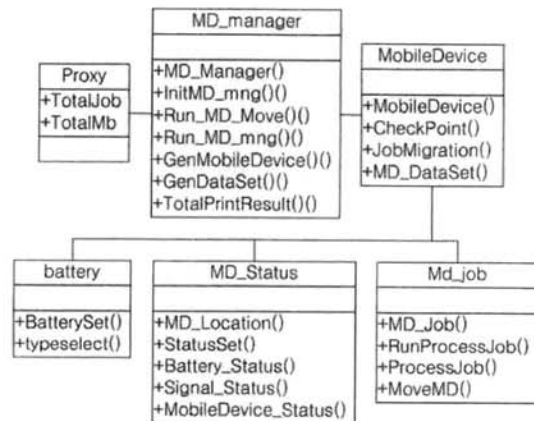 MD_manager
+MD_Manager()
+InitMD_mng()
+Run_MD_Move()
+Run_MD_mng()
+GenMobileDevice()
+GenDataSet()()
+TotalPrintResult()()
Proxy
+TotalJob
+TotalMb
MobileDevice
+MobileDevice()
+CheckPoint()
+JobMigration()
+MD_DataSet()
battery
+BatterySet()
+typeselect()
MD_Status
+MD_Location()
+StatusSet()
+Battery_Status()
+Signal_Status()
+MobileDevice_Status()
Md_job
+MD_Job()
+RunProcessJob()
+ProcessJob()
+MoveMD()